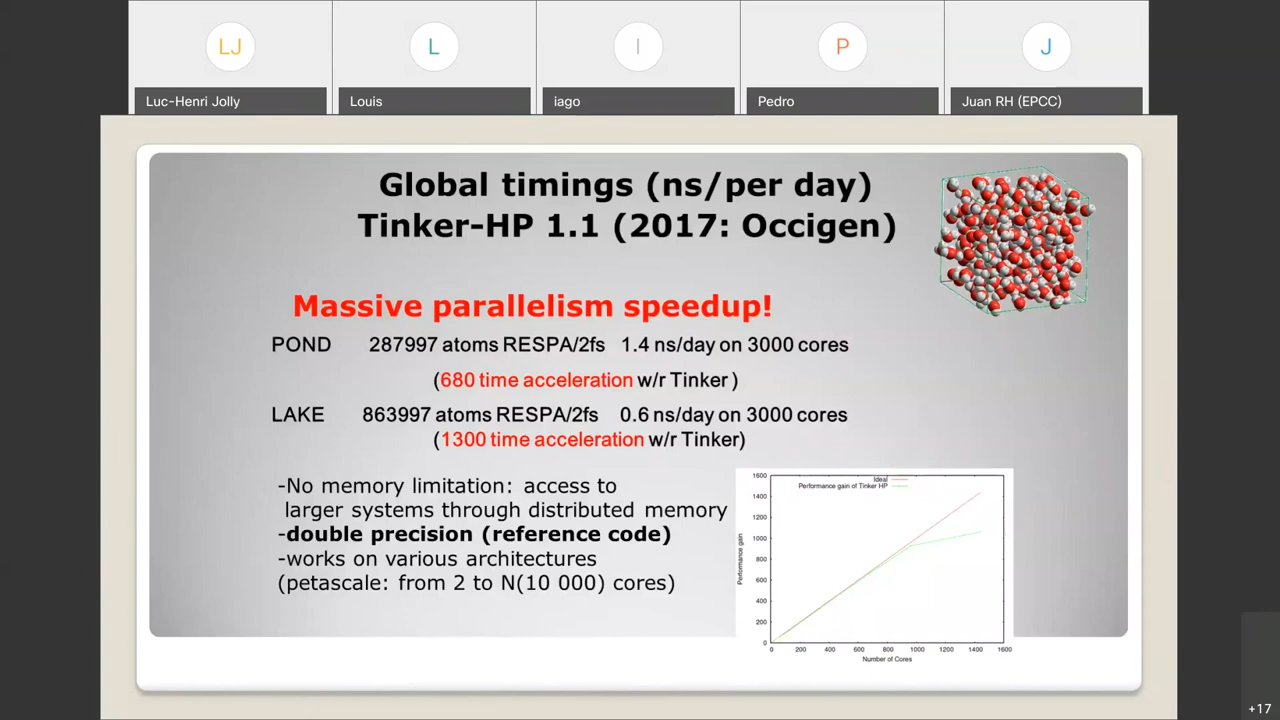 LJ
L
I
P
J
Luc-Henri Jolly
Louis
iago
Pedro
Juan RH (EPCC)
Global timings (ns/per day)
Tinker-HP 1.1 (2017: Occigen)
Massive parallelism speedup!
POND 287997 atoms RESPA/2fs 1.4 ns/day on 3000 cores
(680 time acceleration w/r Tinker )
LAKE 863997 atoms RESPA/2fs 0.6 ns/day on 3000 cores
(1300 time acceleration w/r Tinker)
-No memory limitation: access to
larger systems through distributed memory
-double precision (reference code)
-works on various architectures
(petascale: from 2 to N(10 000) cores)
Ideal
Performance gain of Tinker HP
Performance gain
1600
1400
1200
1000
800
600
400
200
0
0 200 400 600 800 1000 1200 1400 1600
Number of Cores
+17